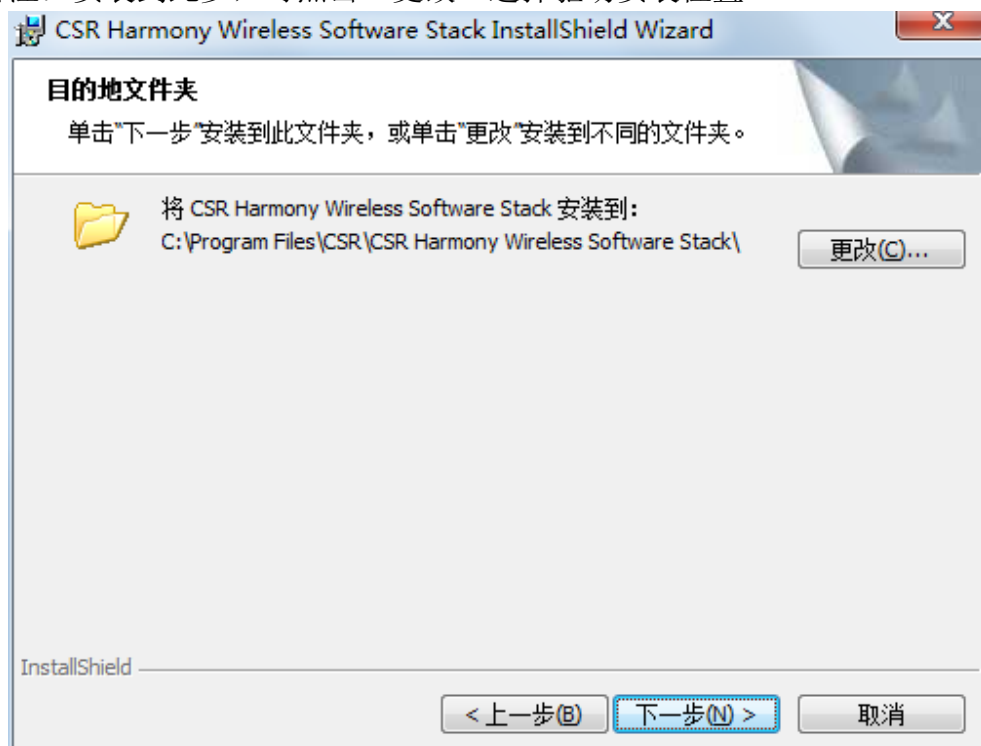 CSR Harmony Wireless Software Stack InstallShield Wizard
目的地文件夹
单击"下一步"安装到此文件夹，或单击"更改"安装到不同的文件夹。
将 CSR Harmony Wireless Software Stack 安装到：
C:\Program Files\CSR\CSR Harmony Wireless Software Stack\
更改(C)...
InstallShield
< 上一步(B)
下一步(N) >
取消